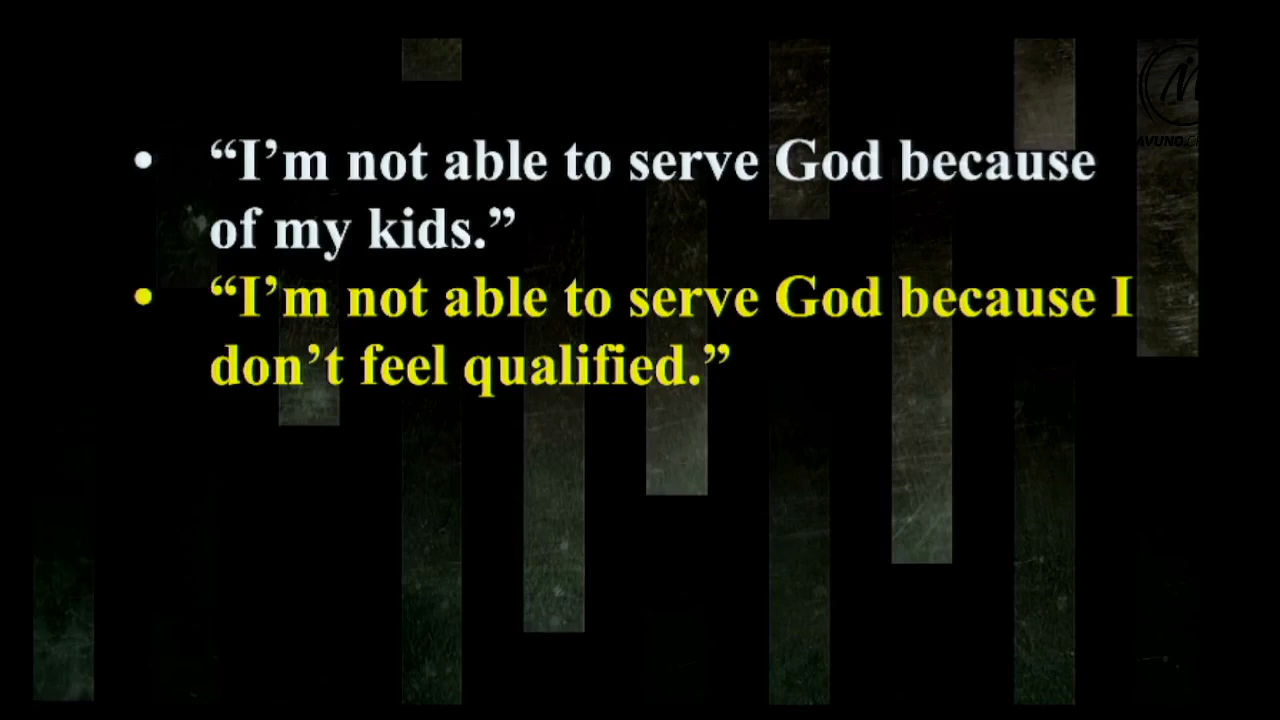 • “I’m not able to serve God because
of my kids.”
• “I’m not able to serve God because I
don’t feel qualified.”